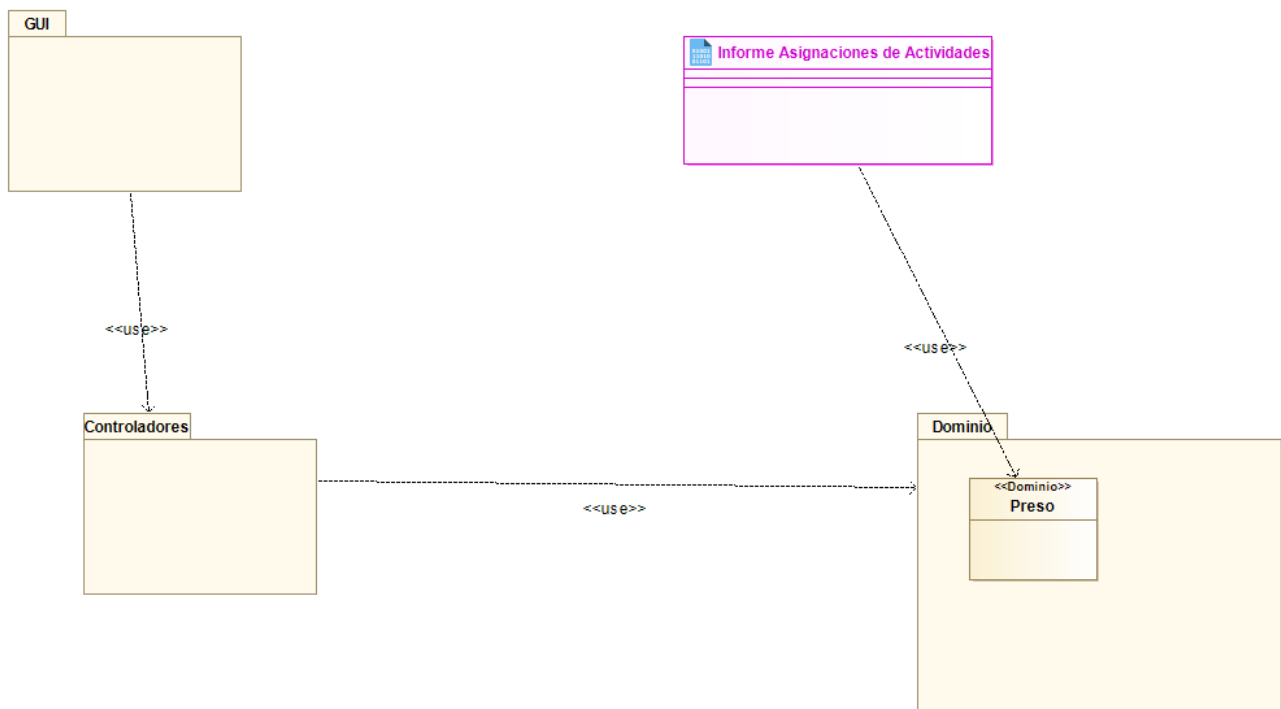 GUI
Informe Asignaciones de Actividades
<<use>>
<<use>>
Controladores
Dominio
<<Dominio>>
Preso
<<use>>